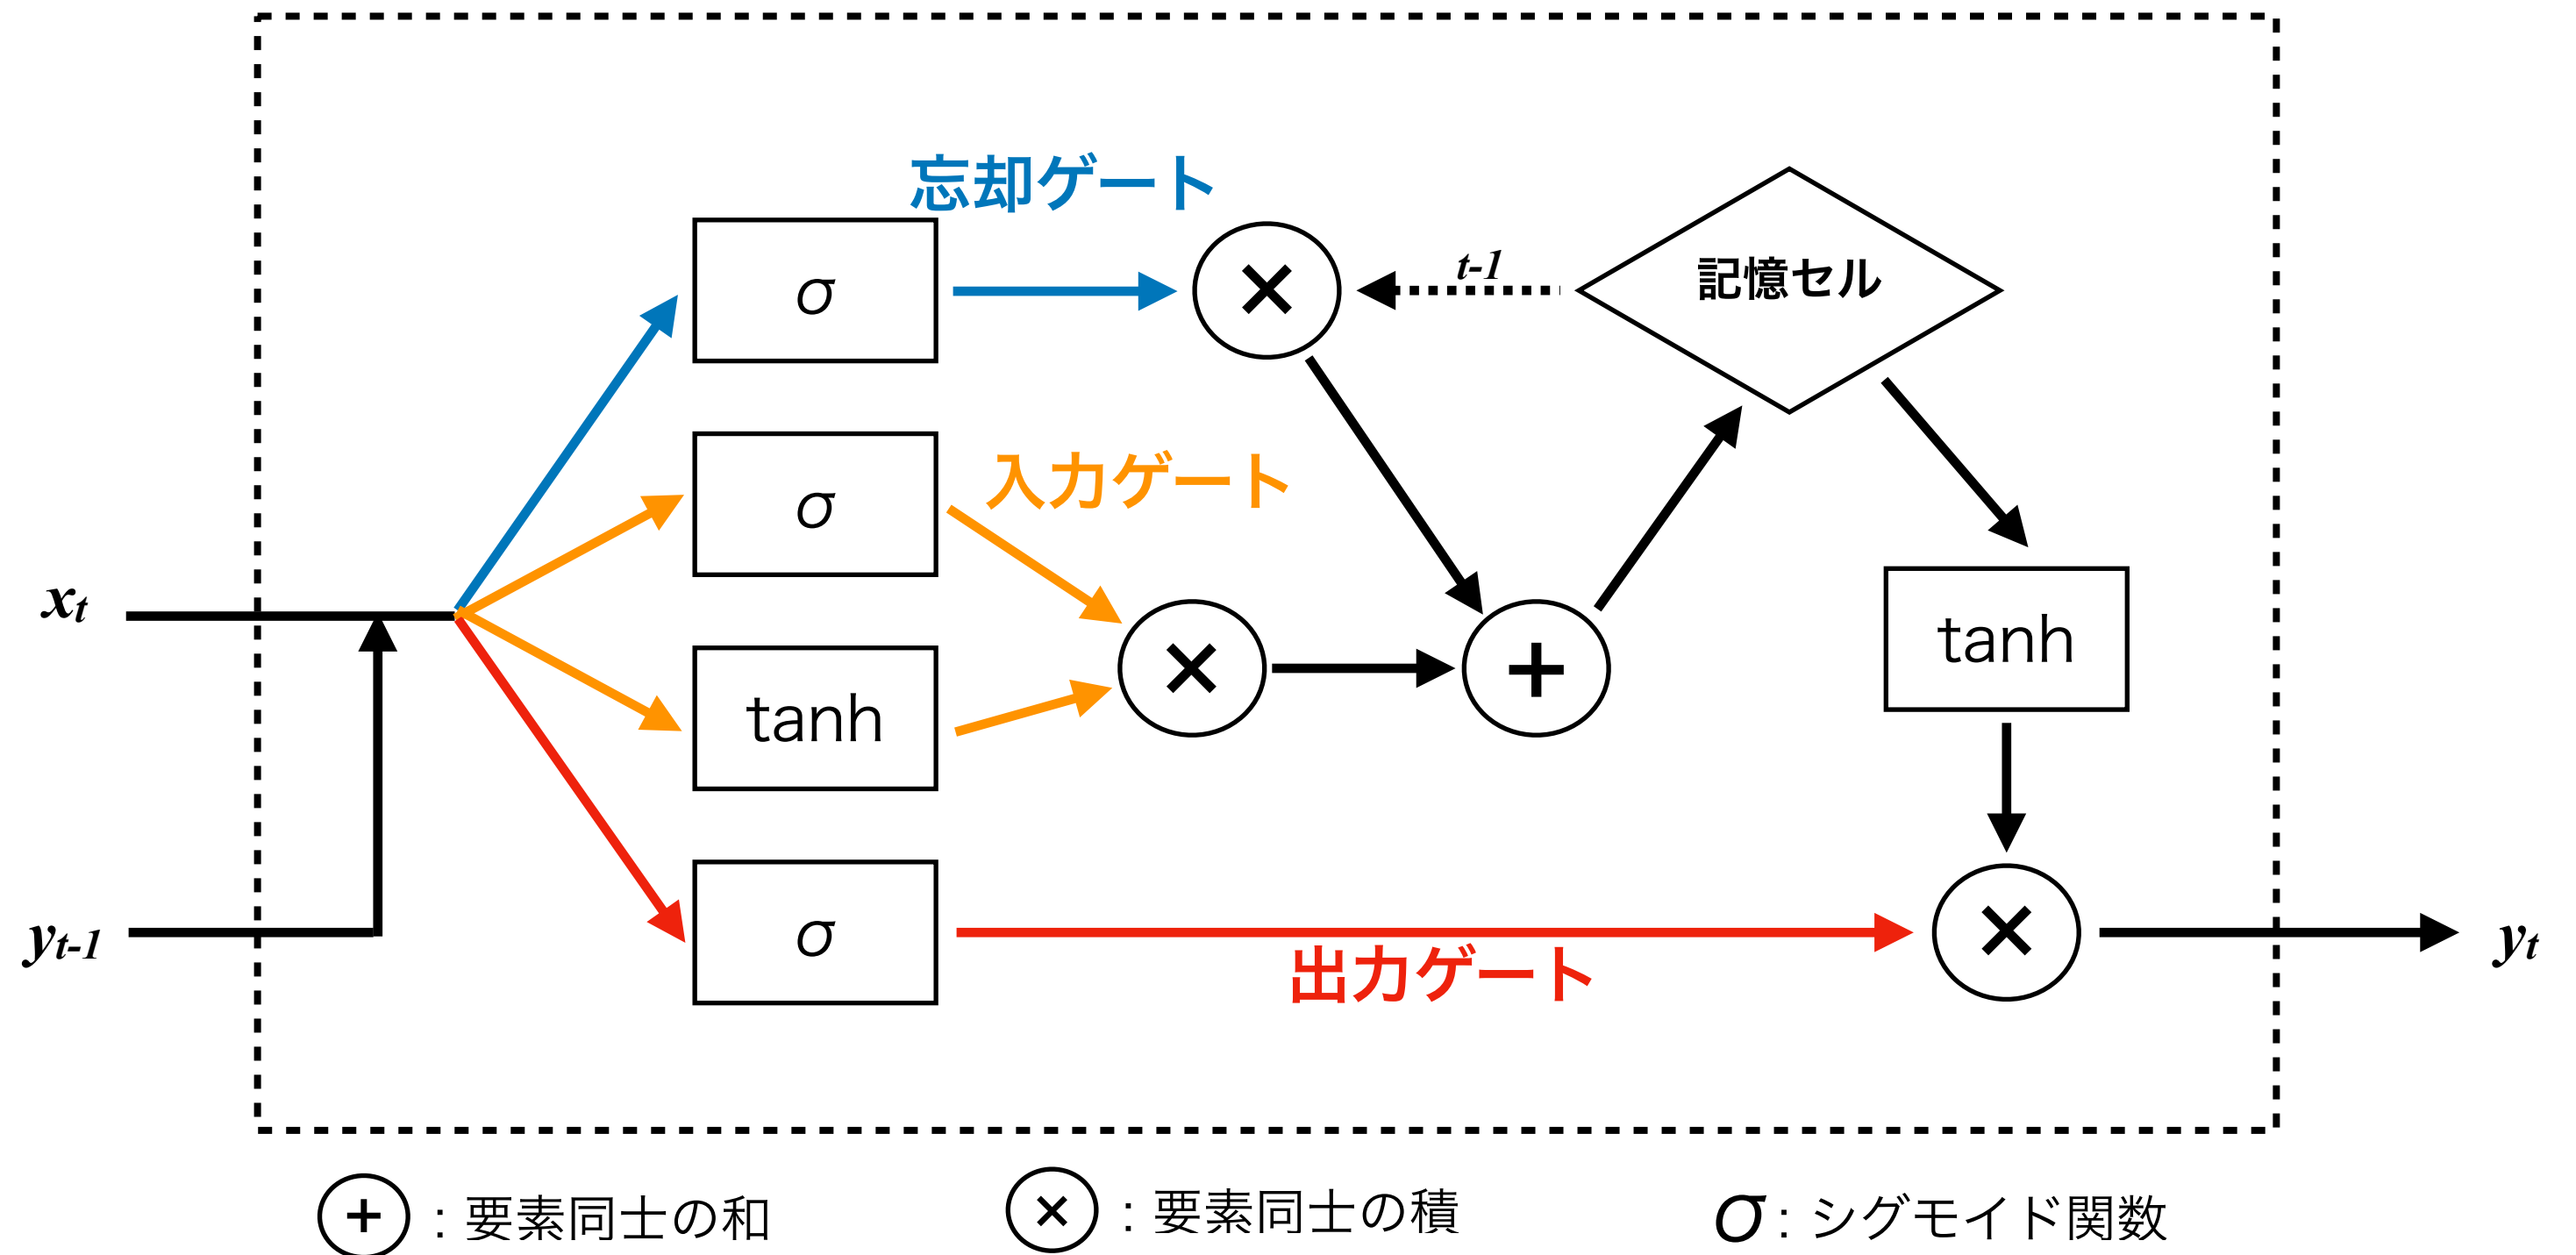 忘却ゲート
σ
×
t-1
記憶セル
入力ゲート
σ
xt
tanh
×
+
tanh
yt-1
σ
出力ゲート
×
yt
+ : 要素同士の和
× : 要素同士の積
σ : シグモイド関数